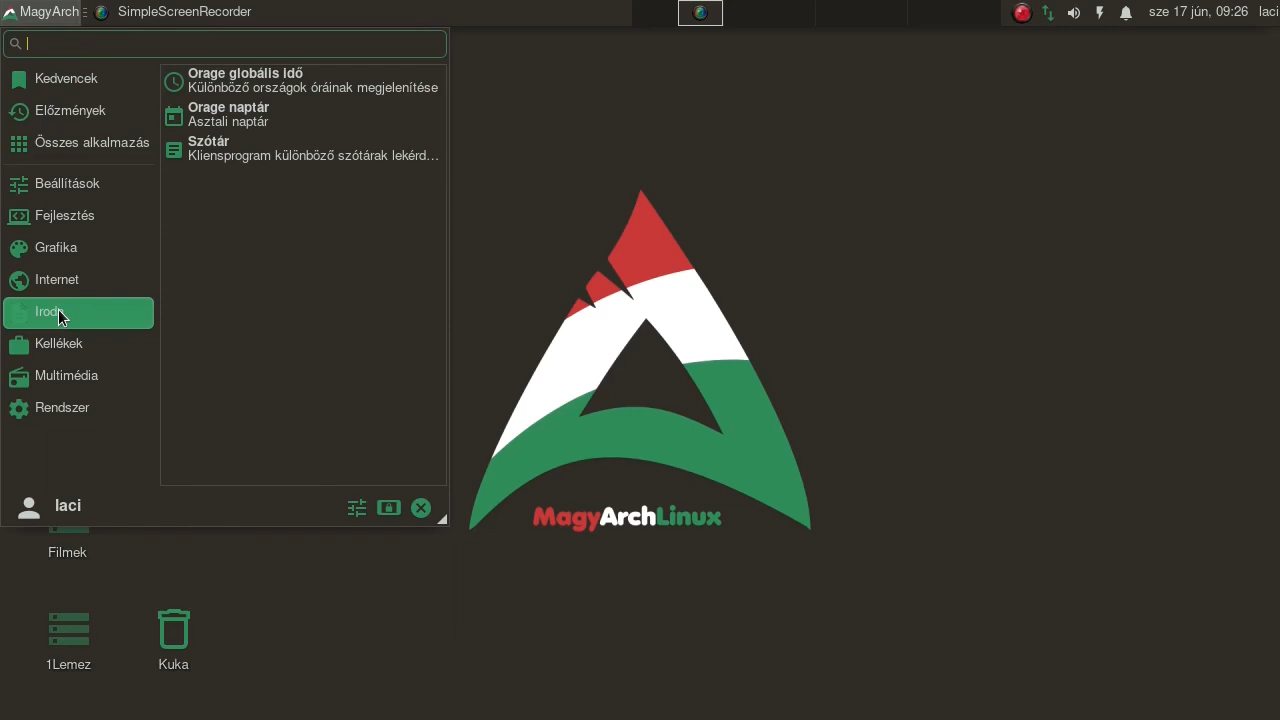 MagyArch
SimpleScreenRecorder
sze 17 jún, 09:26
laci
Kedvencek
Előzmények
Összes alkalmazás
Beállítások
Fejlesztés
Grafika
Internet
Iroda
Kellékek
Multimédia
Rendszer
Orage globális idő
Különböző országok óráinak megjelenítése
Orage naptár
Asztali naptár
Szótár
Kliensprogram különböző szótárak lekérd…
laci
MagyArchLinux
Filmek
1Lemez
Kuka